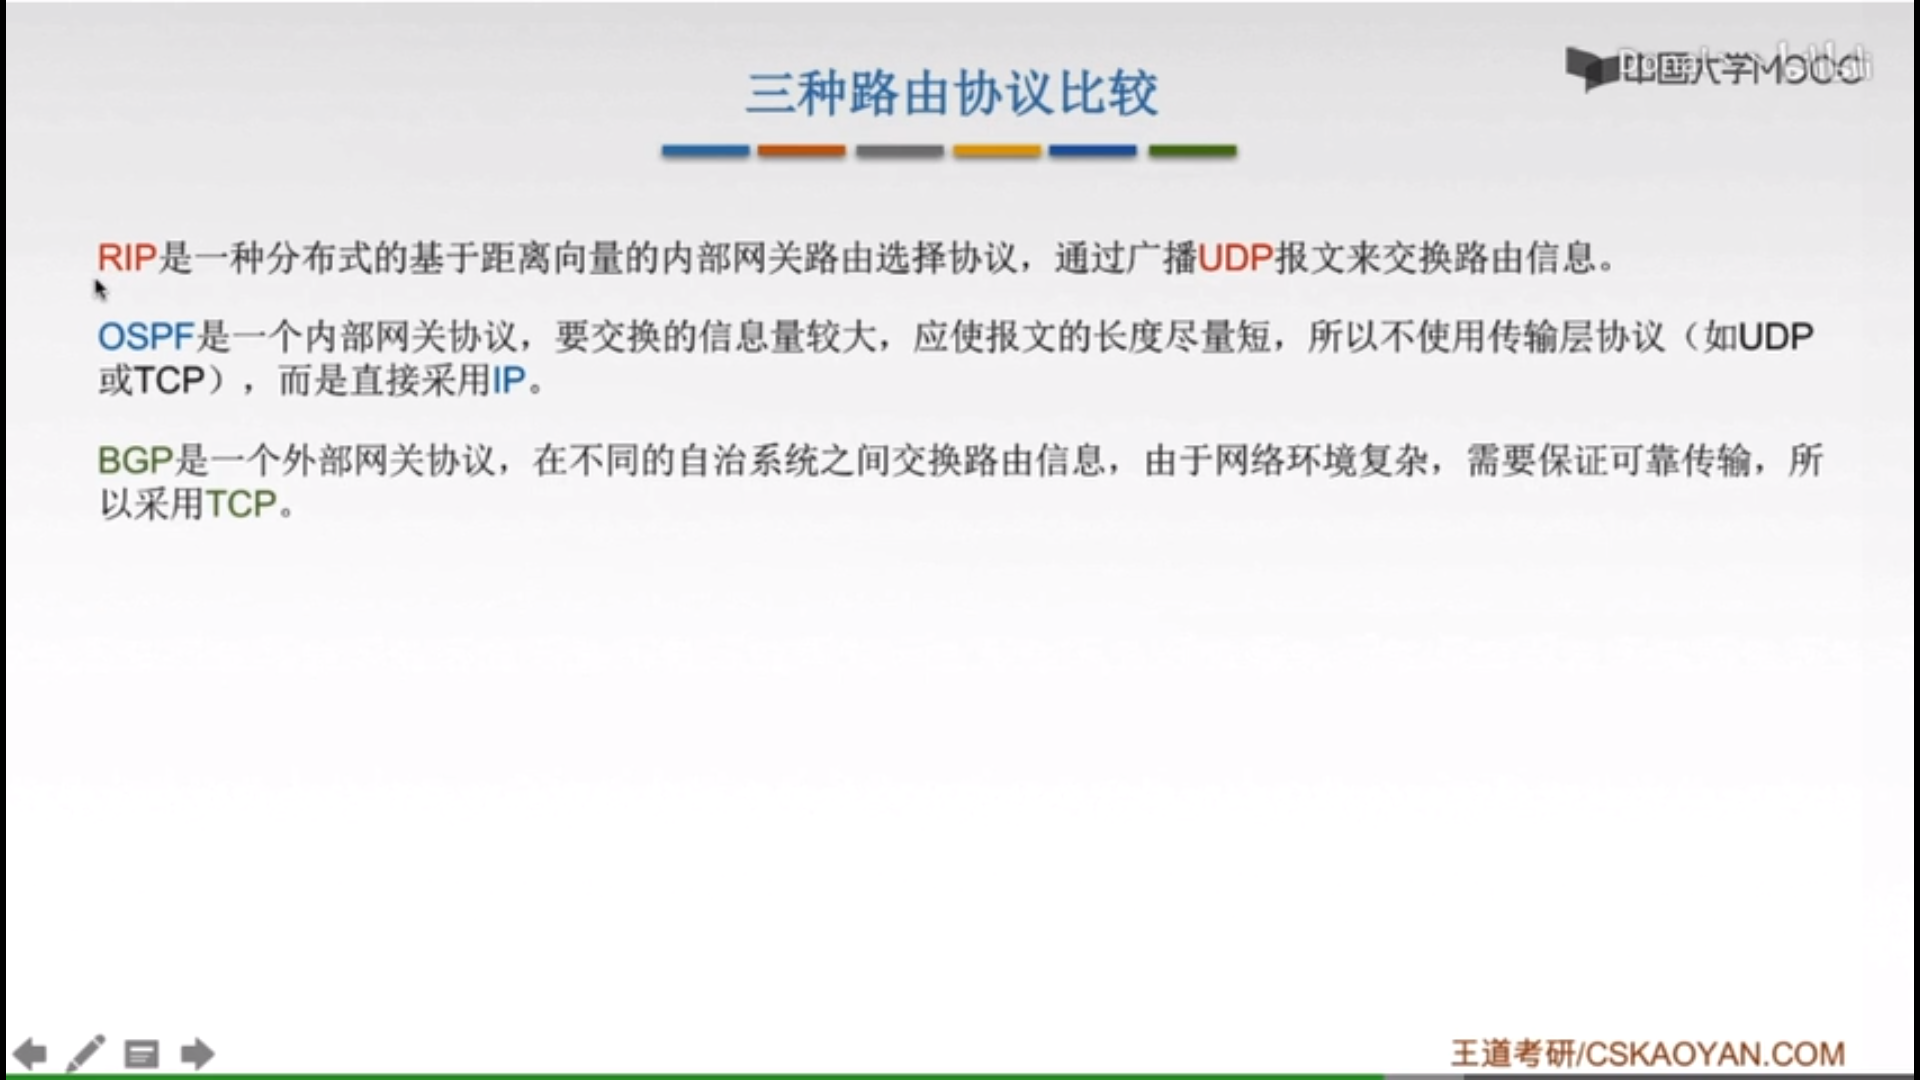 三种路由协议比较
中国大学MOOC
RIP是一种分布式的基于距离向量的内部网关路由选择协议，通过广播UDP报文来交换路由信息。
OSPF是一个内部网关协议，要交换的信息量较大，应使报文的长度尽量短，所以不使用传输层协议（如UDP
或TCP），而是直接采用IP。
BGP是一个外部网关协议，在不同的自治系统之间交换路由信息，由于网络环境复杂，需要保证可靠传输，所
以采用TCP。
王道考研/CSKAOYAN.COM